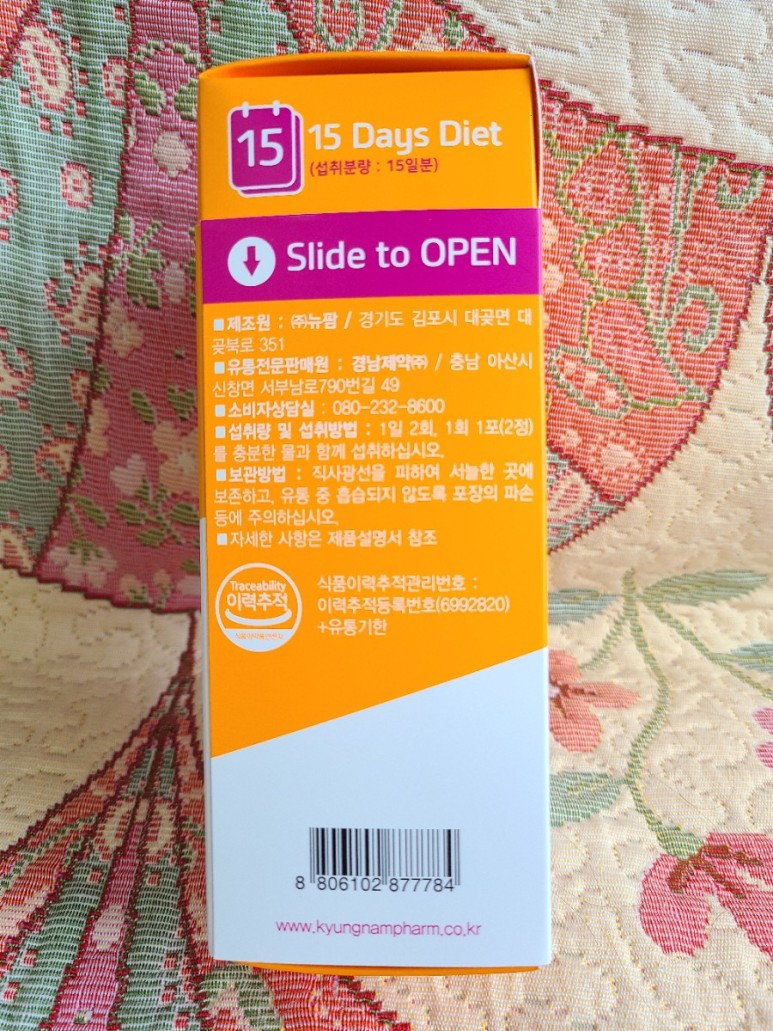 15
15 Days Diet
(섭취분량 : 15일분)
Slide to OPEN
■제조원 : ㈜뉴팜 / 경기도 김포시 대곶면 대
곶북로 351
■유통전문판매원 : 경남제약㈜ / 충남 아산시
신창면 서부남로790번길 49
■소비자상담실 : 080-232-8600
■섭취량 및 섭취방법 : 1일 2회, 1회 1포(2정)
를 충분한 물과 함께 섭취하십시오.
■보관방법 : 직사광선을 피하여 서늘한 곳에
보존하고, 유통 중 흡습되지 않도록 포장의 파손
등에 주의하십시오.
■자세한 사항은 제품설명서 참조
Traceability
이력추적
식품의약품안전처
식품이력추적관리번호 :
이력추적등록번호(6992820)
+유통기한
8 806102 877784
www.kyungnampharm.co.kr